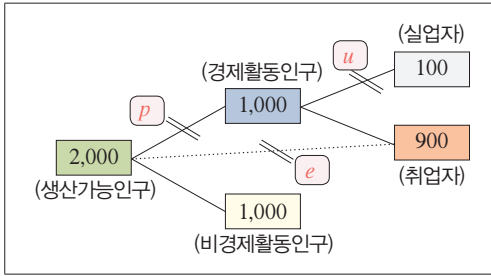 (실업자)
u
100
(경제활동인구)
p
1,000
2,000
900
e
(생산가능인구)
(취업자)
1,000
(비경제활동인구)